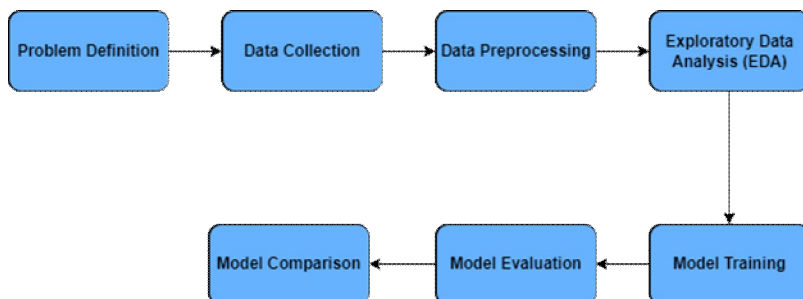 Problem Definition
Data Collection
Data Preprocessing
Exploratory Data
Analysis (EDA)
Model Training
Model Evaluation
Model Comparison